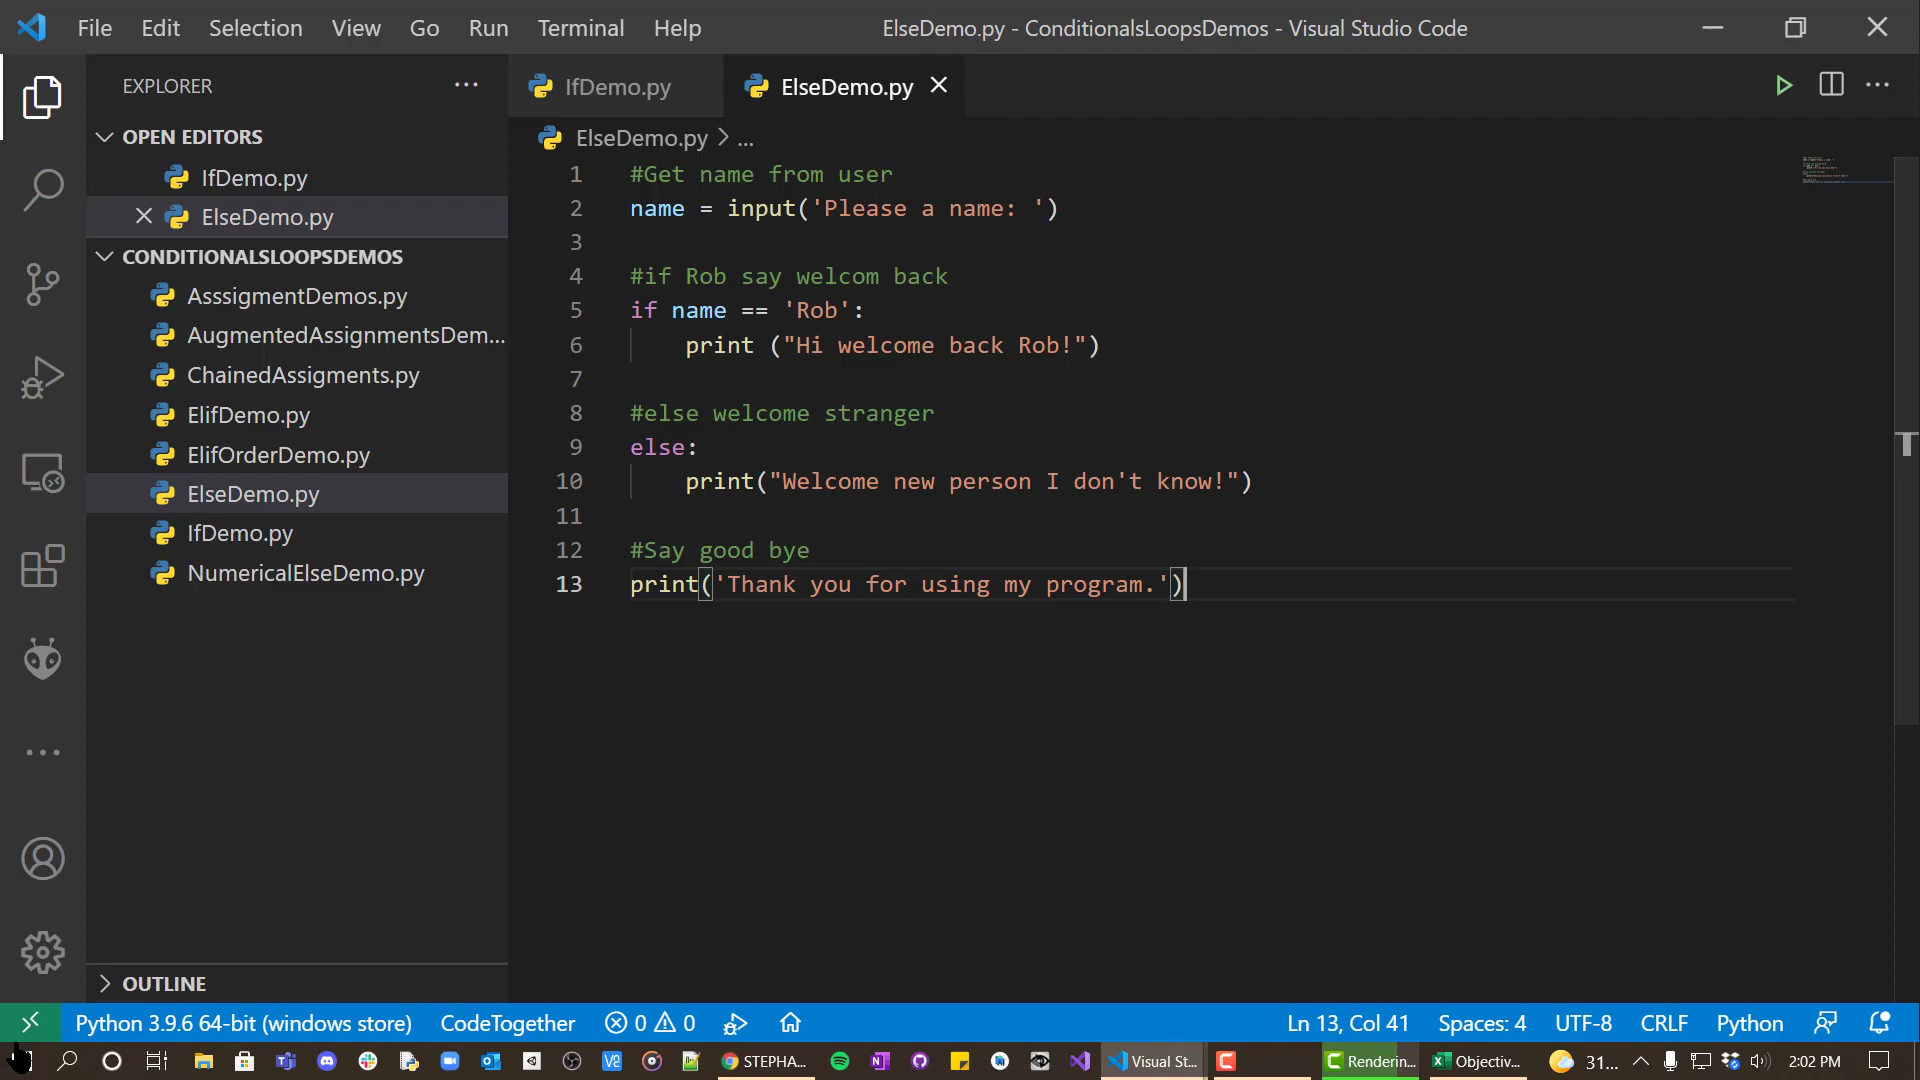 File Edit Selection View Go Run Terminal Help ElseDemo.py - ConditionalsLoopsDemos - Visual Studio Code
EXPLORER
IfDemo.py
ElseDemo.py
OPEN EDITORS
IfDemo.py
ElseDemo.py
CONDITIONALSLOOPSDEMOS
AsssigmentDemos.py
AugmentedAssignmentsDem...
ChainedAssigments.py
ElifDemo.py
ElifOrderDemo.py
ElseDemo.py
IfDemo.py
NumericalElseDemo.py
OUTLINE
ElseDemo.py > ...
1 #Get name from user
2 name = input('Please a name: ')
3
4 #if Rob say welcom back
5 if name == 'Rob':
6 print ("Hi welcome back Rob!")
7
8 #else welcome stranger
9 else:
10 print("Welcome new person I don't know!")
11
12 #Say good bye
13 print('Thank you for using my program.')
Python 3.9.6 64-bit (windows store) CodeTogether 0 0 Ln 13, Col 41 Spaces: 4 UTF-8 CRLF Python
STEPHA... Visual St... Renderin... Objectiv... 31... 2:02 PM